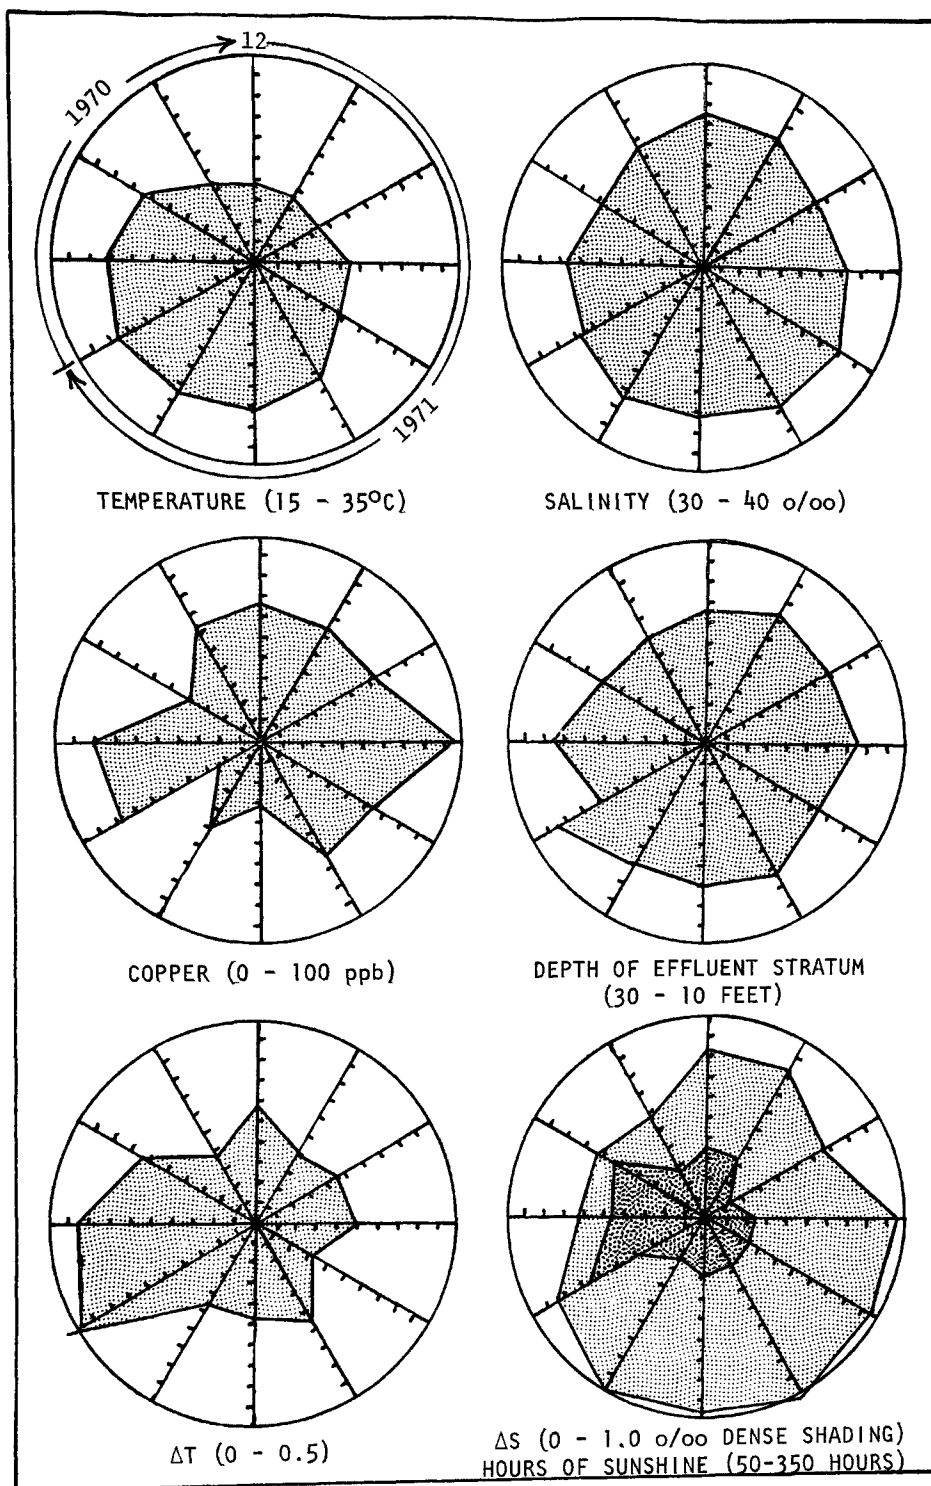 12
1970
1971
TEMPERATURE (15 - 35°C)
SALINITY (30 - 40 o/oo)
COPPER (0 - 100 ppb)
DEPTH OF EFFLUENT STRATUM
(30 - 10 FEET)
ΔT (0 - 0.5)
ΔS (0 - 1.0 o/oo DENSE SHADING)
HOURS OF SUNSHINE (50-350 HOURS)